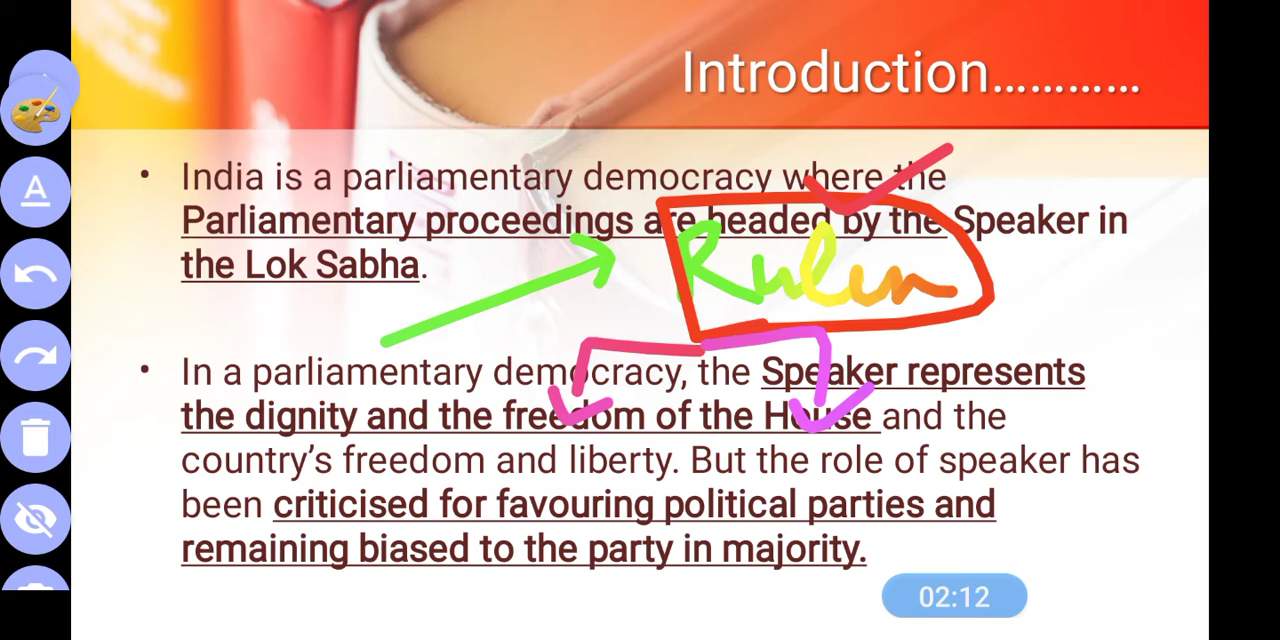 Introduction............
• India is a parliamentary democracy where the
Parliamentary proceedings are headed by the Speaker in
the Lok Sabha.
• In a parliamentary democracy, the Speaker represents
the dignity and the freedom of the House and the
country’s freedom and liberty. But the role of speaker has
been criticised for favouring political parties and
remaining biased to the party in majority.
02:12